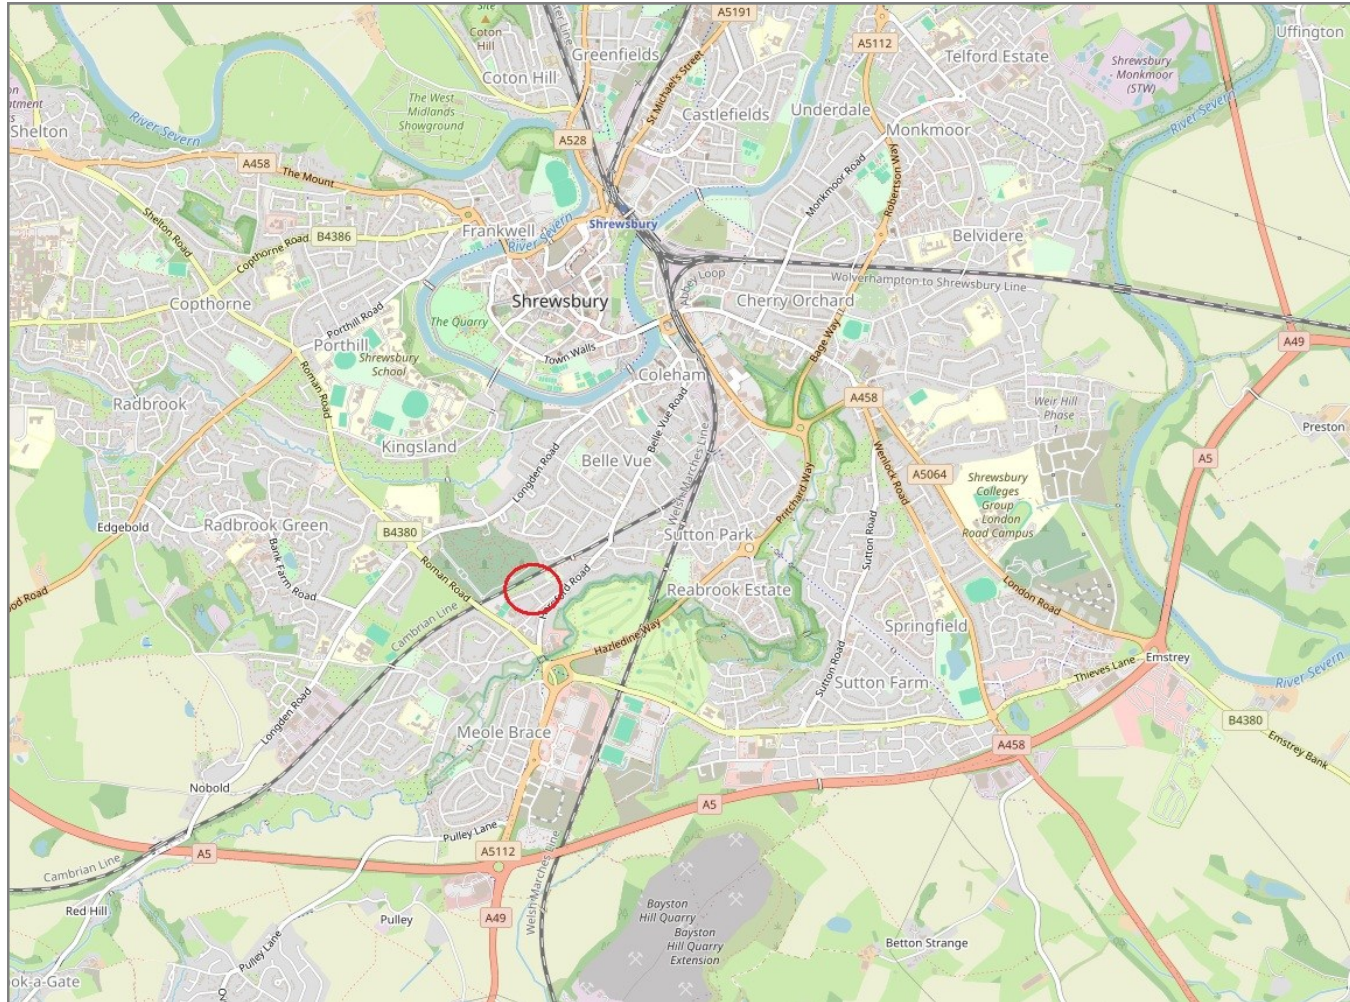 A5191
Uffington
Site
Coton
Hill
Greenfields
A5112
Telford Estate
Coton Hill
St Michael's Street
Shrewsbury
Monkmoor
(STW)
The West
Midlands
Showground
Castlefields
Underdale
River Severn
Shelton
River Severn
A528
Monkmoor
A458
The Mount
Monkmoor Road
Robertson Way
Shelton Road
Copthorne Road
B4386
Frankwell
River Severn
Shrewsbury
Belvidere
Abbey Loop
Wolverhampton to Shrewsbury Line
Copthorne
Shrewsbury
Cherry Orchard
Porthill Road
The Quarry
Porthill
Town Walls
Bage Way
A49
Shrewsbury
School
Coleham
Roman Road
Radbrook
A458
Weir Hill
Phase
1
Belle Vue Road
Preston
Kingsland
Longden Road
Belle Vue
Welsh Marches Line
Wenlock Road
A5
A5064
Shrewsbury
Colleges
Group
London
Road Campus
Pritchard Way
Edgebold
Radbrook Green
B4380
Sutton Park
Sutton Road
Bank Farm Road
Roman Road
Reabrook Estate
London Road
Cambrian Line
Hazledine Way
Springfield
Emstrey
Thieves Lane
River Severn
Sutton Road
Sutton Farm
Longden Road
Meole Brace
B4380
A458
Emstrey Bank
Nobold
A5
Pulley Lane
A5
A5112
Cambrian Line
Welsh Marches Line
Red Hill
Pulley
A49
Bayston
Hill Quarry
Bayston
Hill Quarry
Extension
Betton Strange
Pulley Lane
ok-a-Gate